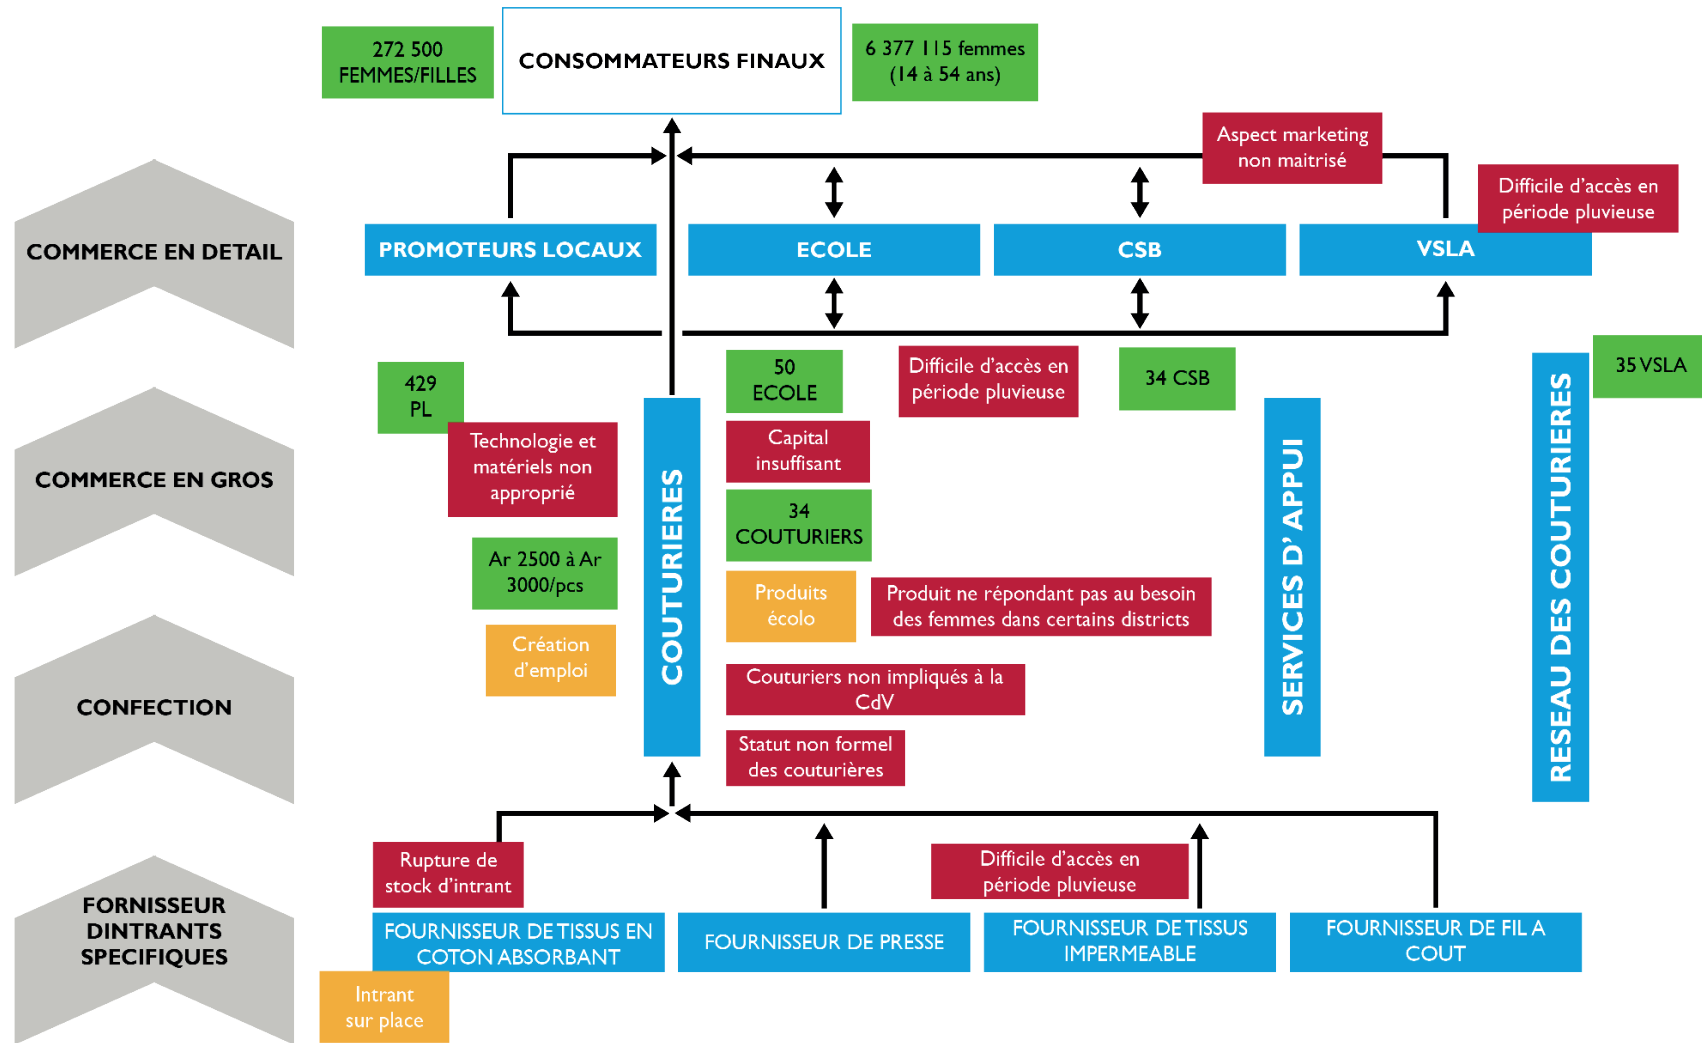 272 500
FEMMES/FILLES
CONSOMMATEURS FINAUX
6 377 115 femmes
(14 à 54 ans)
Aspect marketing
non maitrisé
Difficile d'accès en
période pluvieuse
COMMERCE EN DETAIL
PROMOTEURS LOCAUX
ECOLE
CSB
VSLA
429
PL
50
ECOLE
Difficile d'accès en
période pluvieuse
34 CSB
35 VSLA
COMMERCE EN GROS
Technologie et
matériels non
approprié
Capital
insuffisant
34
COUTURIERS
Ar 2500 à Ar
3000/pcs
COUTURIERES
Produits
écolo
Produit ne répondant pas au besoin
des femmes dans certains districts
SERVICES D' APPUI
RESEAU DES COUTURIERES
Création
d'emploi
CONFECTION
Couturiers non impliqués à la
CdV
Statut non formel
des couturières
Rupture de
stock d'intrant
Difficile d'accès en
période pluvieuse
FORNISSEUR
DINTRANTS
SPECIFIQUES
FOURNISSEUR DE TISSUS EN
COTON ABSORBANT
FOURNISSEUR DE PRESSE
FOURNISSEUR DE TISSUS
IMPERMEABLE
FOURNISSEUR DE FIL A
COUT
Intrant
sur place